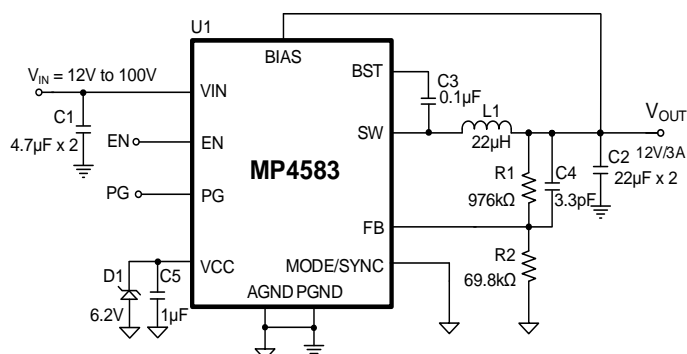 U1
BIAS
V_IN = 12V to 100V
VIN
BST
C3
0.1µF
C1
4.7µF x 2
EN
EN
SW
L1
22µH
V_OUT
12V/3A
MP4583
R1
976kΩ
C4
3.3pF
C2
22µF x 2
PG
PG
FB
R2
69.8kΩ
VCC
MODE/SYNC
D1
6.2V
C5
1µF
AGND PGND